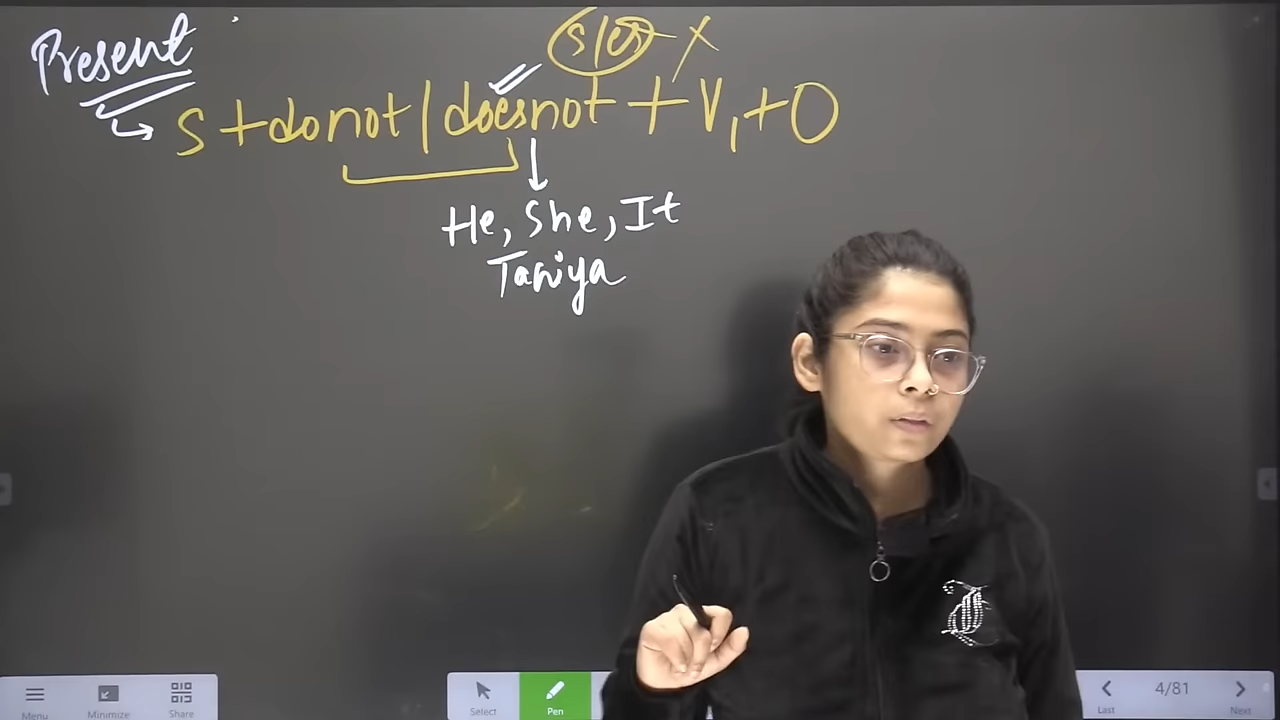 Present
s/es X
S + do not / does not + V1 + O
He, She, It
Taniya
Menu
Minimize
Share
Select
Pen
Last
4/81
Next